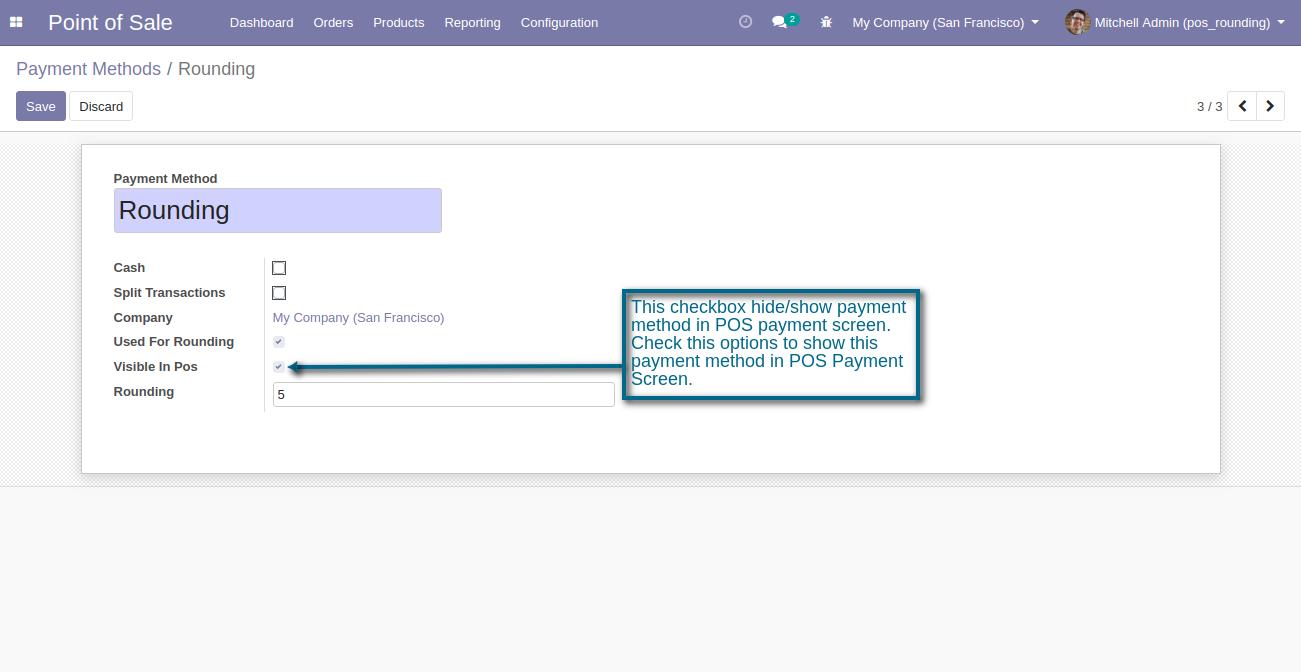 Point of Sale Dashboard Orders Products Reporting Configuration 2 My Company (San Francisco) Mitchell Admin (pos_rounding)
Payment Methods / Rounding
Save Discard 3 / 3
Payment Method
Rounding
Cash
Split Transactions
Company My Company (San Francisco)
Used For Rounding
Visible In Pos
Rounding 5
This checkbox hide/show payment
method in POS payment screen.
Check this options to show this
payment method in POS Payment
Screen.